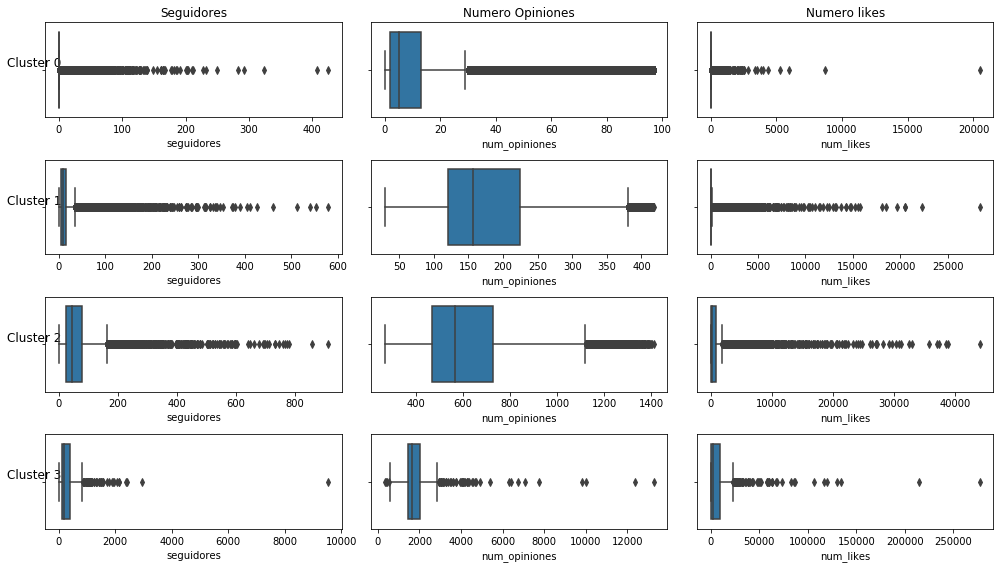 Seguidores Numero Opiniones Numero likes
Cluster 0
0 100 200 300 400 0 20 40 60 80 100 0 5000 10000 15000 20000
seguidores num_opiniones num_likes
Cluster 1
0 100 200 300 400 500 600 50 100 150 200 250 300 350 400 0 5000 10000 15000 20000 25000
seguidores num_opiniones num_likes
Cluster 2
0 200 400 600 800 400 600 800 1000 1200 1400 0 10000 20000 30000 40000
seguidores num_opiniones num_likes
Cluster 3
0 2000 4000 6000 8000 10000 0 2000 4000 6000 8000 10000 12000 0 50000 100000 150000 200000 250000
seguidores num_opiniones num_likes